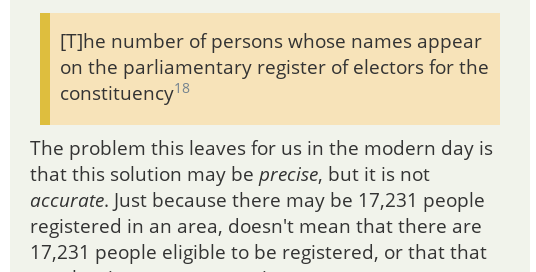 [T]he number of persons whose names appear
on the parliamentary register of electors for the
constituency18
The problem this leaves for us in the modern day is
that this solution may be precise, but it is not
accurate. Just because there may be 17,231 people
registered in an area, doesn't mean that there are
17,231 people eligible to be registered, or that that